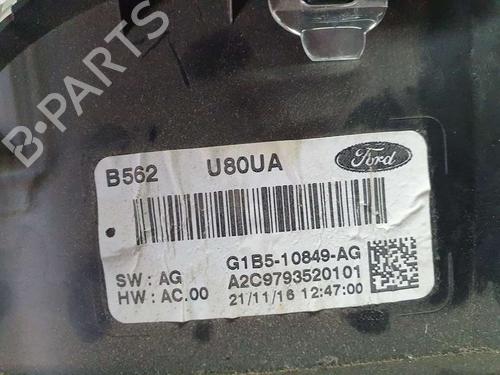 B-PARTS
B562 U80UA Ford
G1B5-10849-AG
SW : AG A2C9793520101
HW : AC.00 21/11/16 12:47:00